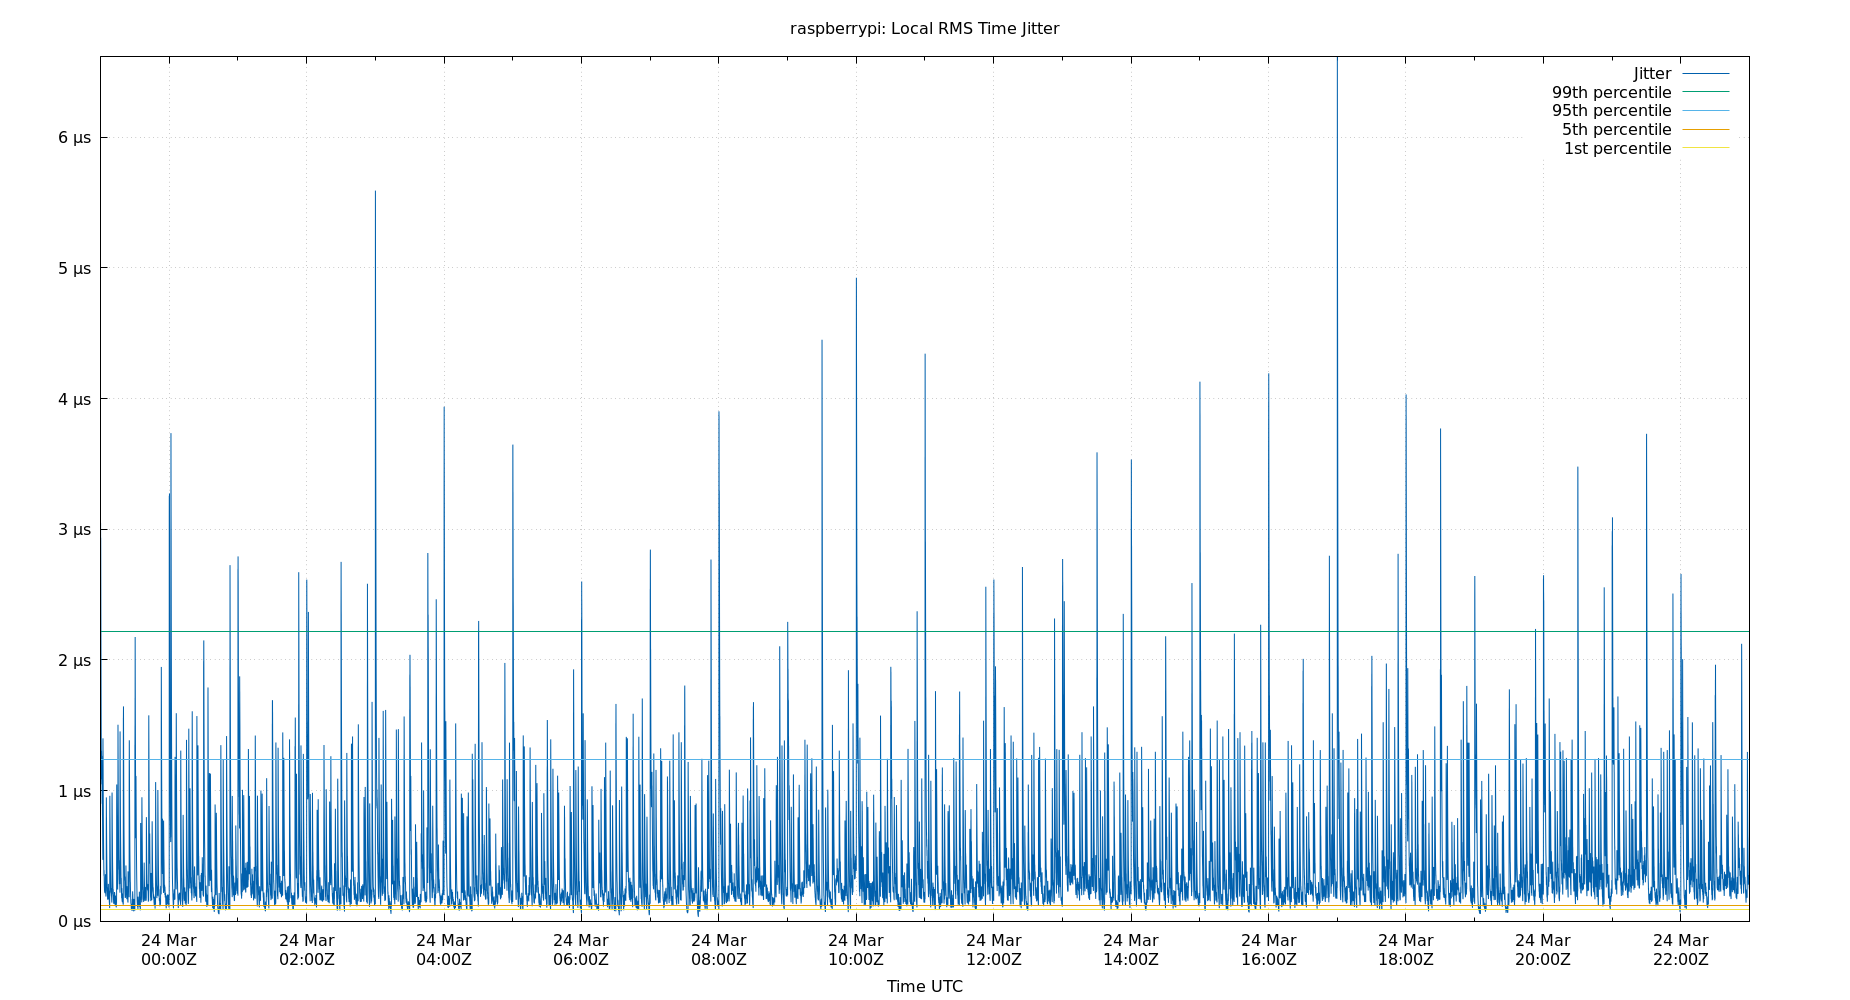 raspberrypi: Local RMS Time Jitter
Jitter
99th percentile
95th percentile
5th percentile
1st percentile
6 µs
5 µs
4 µs
3 µs
2 µs
1 µs
0 µs
24 Mar 24 Mar 24 Mar 24 Mar 24 Mar 24 Mar 24 Mar 24 Mar 24 Mar 24 Mar 24 Mar 24 Mar
00:00Z 02:00Z 04:00Z 06:00Z 08:00Z 10:00Z 12:00Z 14:00Z 16:00Z 18:00Z 20:00Z 22:00Z
Time UTC